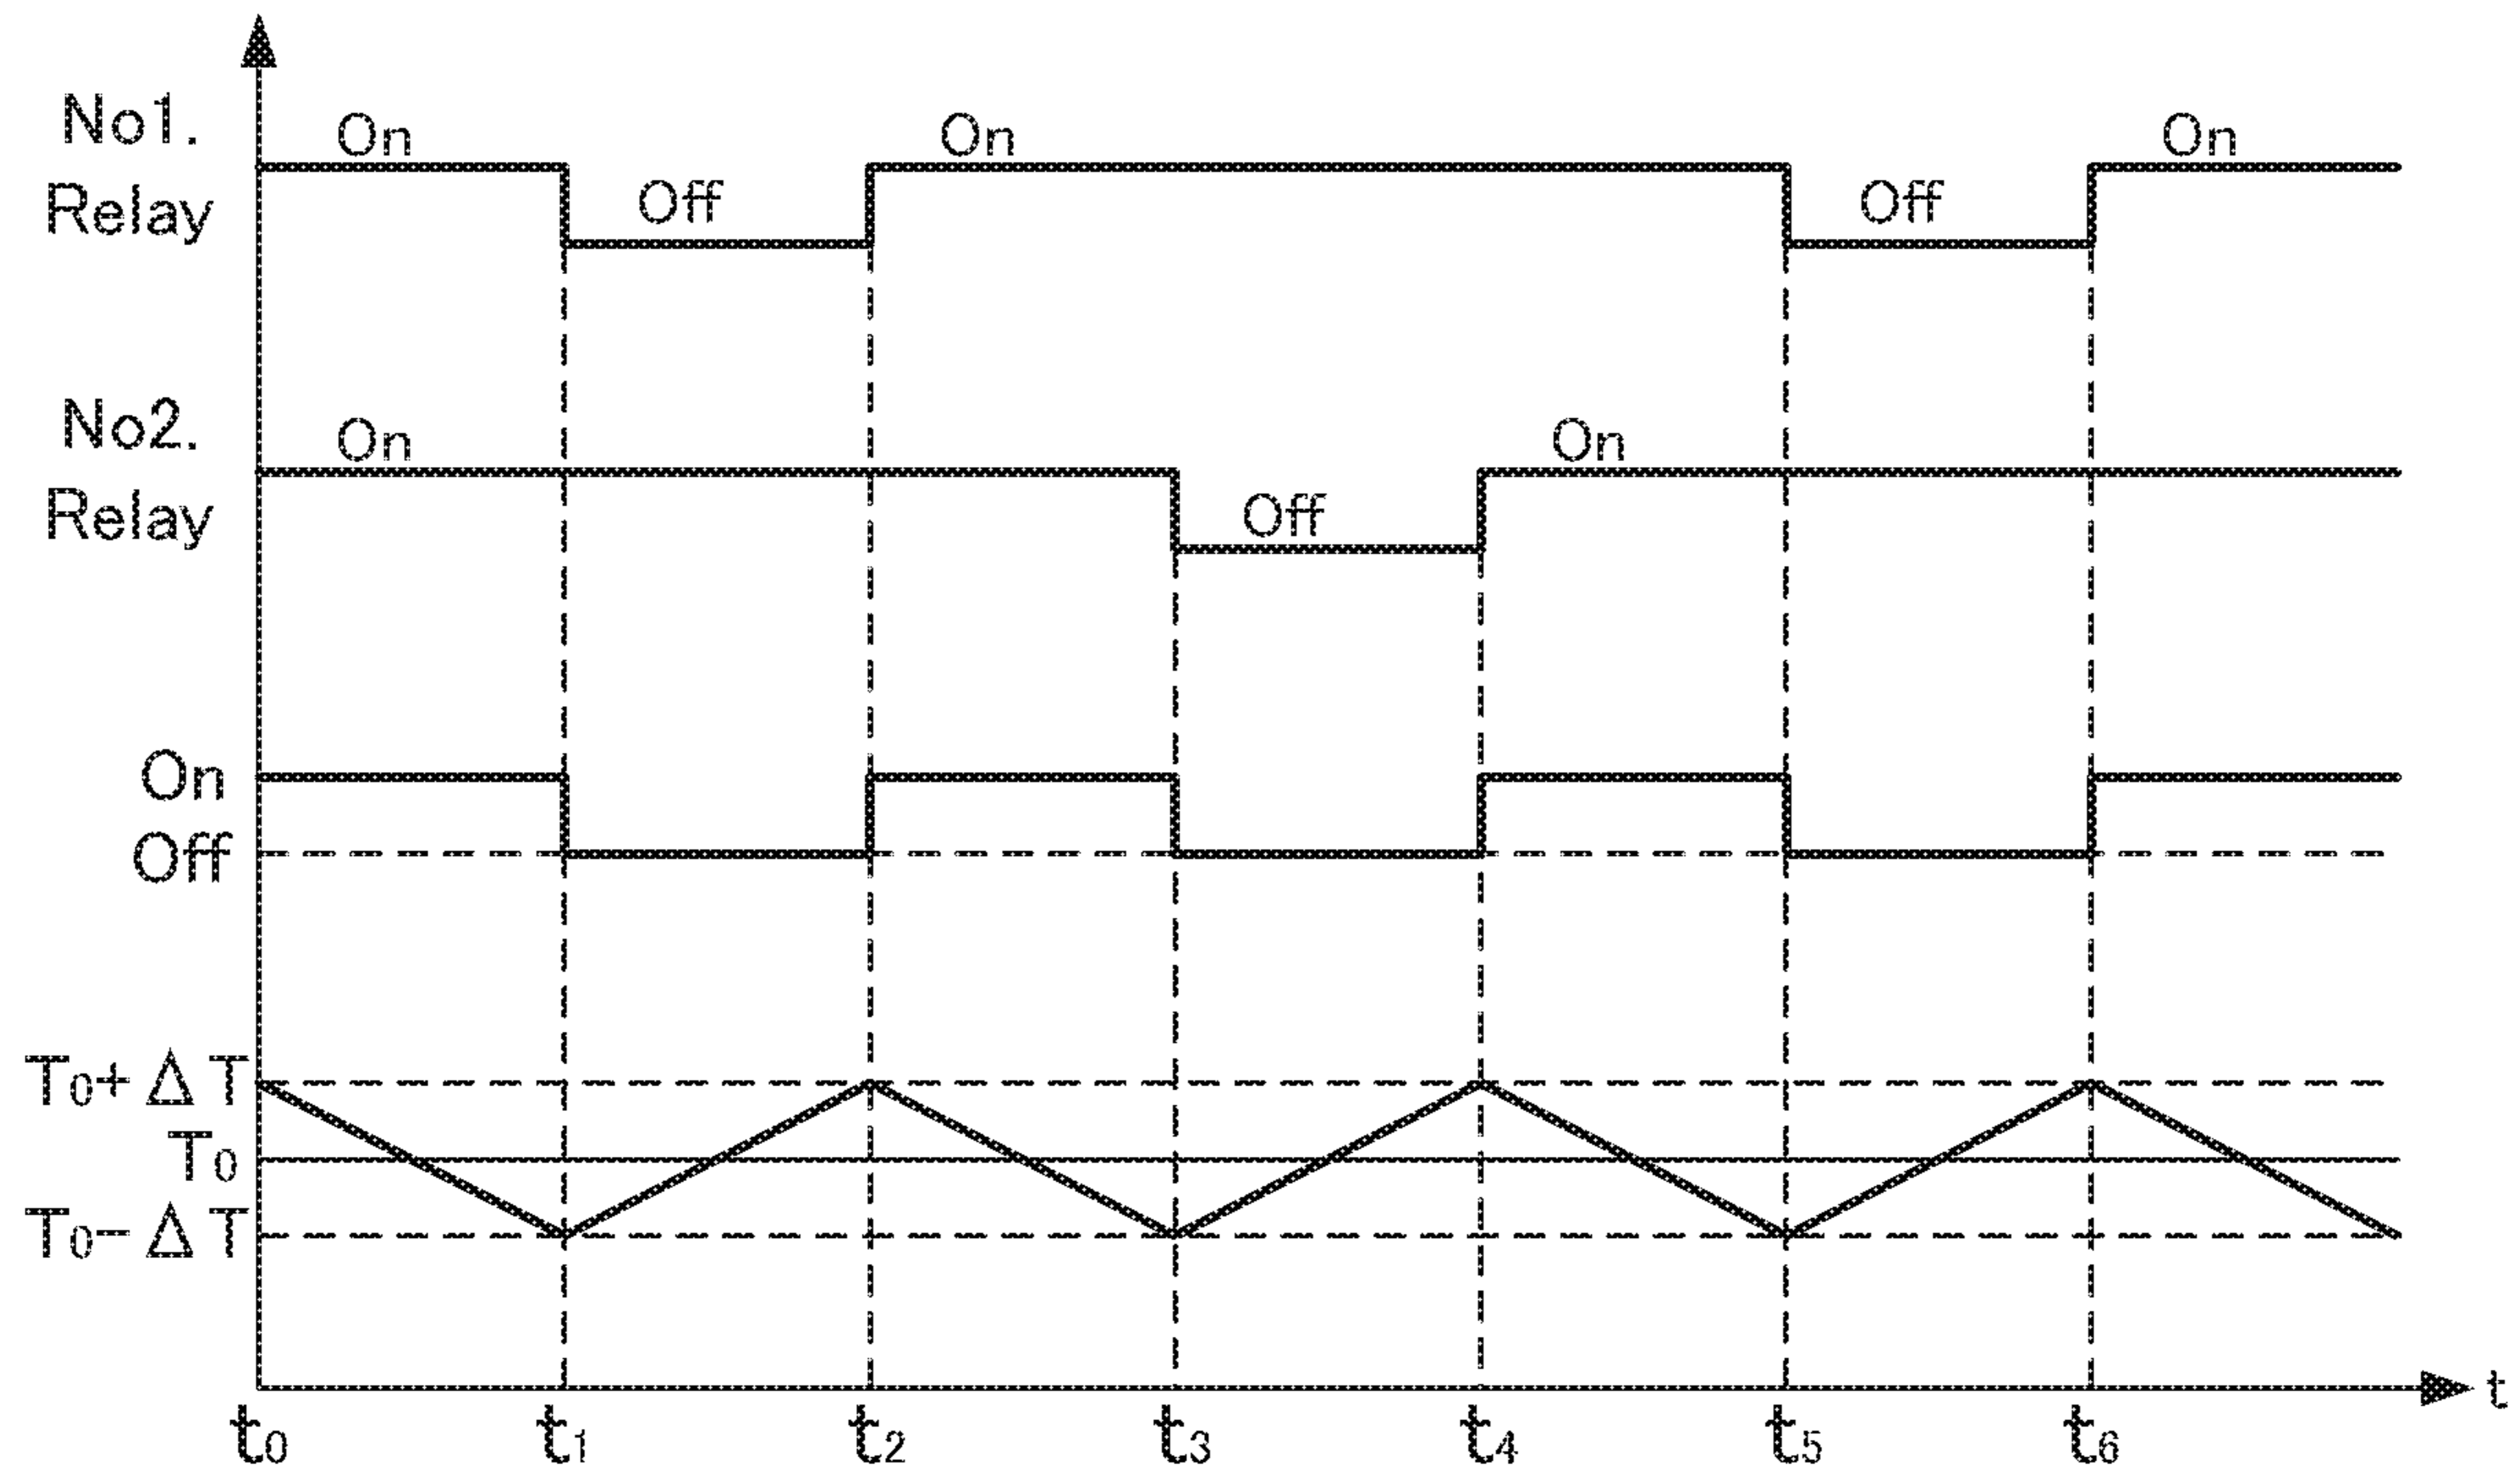 No1.
Relay
On
Off
On
Off
On
No2.
Relay
On
Off
On
On
Off
T₀+ΔT
T₀
T₀−ΔT
t
t₀ t₁ t₂ t₃ t₄ t₅ t₆